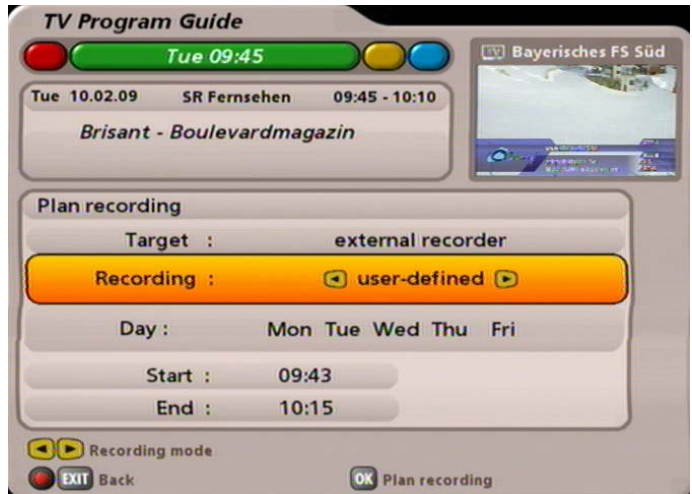 TV Program Guide
Tue 09:45
TV Bayerisches FS Süd
Tue 10.02.09 SR Fernsehen 09:45 - 10:10
Brisant - Boulevardmagazin
Plan recording
Target : external recorder
Recording : user-defined
Day : Mon Tue Wed Thu Fri
Start : 09:43
End : 10:15
Recording mode
EXIT Back
OK Plan recording